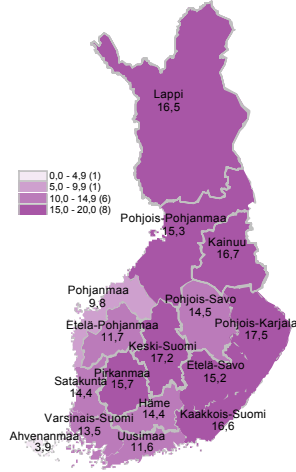 Lappi
16,5
0,0 - 4,9 (1)
5,0 - 9,9 (1)
10,0 - 14,9 (6)
15,0 - 20,0 (8)
Pohjois-Pohjanmaa
15,3
Kainuu
16,7
Pohjanmaa
9,8
Pohjois-Savo
14,5
Etelä-Pohjanmaa
11,7
Pohjois-Karjala
17,5
Keski-Suomi
17,2
Etelä-Savo
15,2
Pirkanmaa
15,7
Satakunta
14,4
Häme
14,4
Varsinais-Suomi
13,5
Kaakkois-Suomi
16,6
Ahvenanmaa
3,9
Uusimaa
11,6